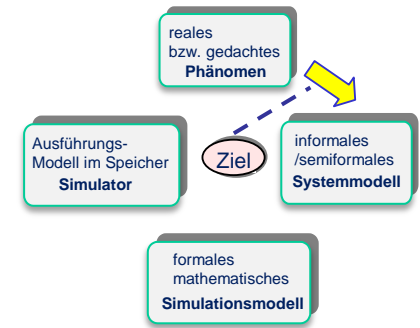 reales
bzw. gedachtes
Phänomen
Ausführungs-
Modell im Speicher
Simulator
Ziel
informales
/semiformales
Systemmodell
formales
mathematisches
Simulationsmodell